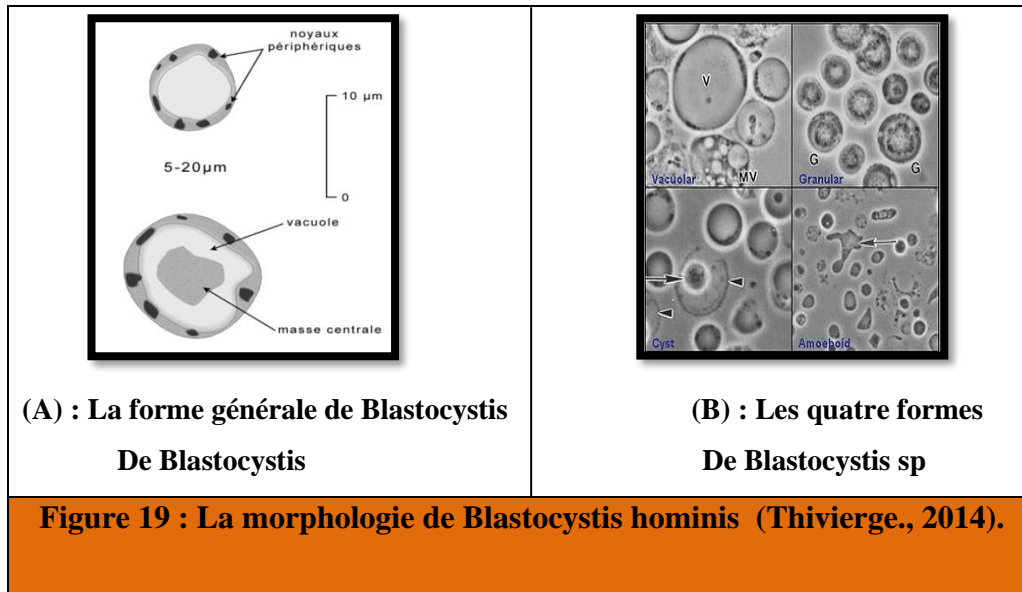 noyaux
périphériques
10 µm
5-20µm
0
vacuole
masse centrale
V
MV
Vacuolar
G
G
Granular
Cyst
Amoeboid
(A) : La forme générale de Blastocystis
De Blastocystis
(B) : Les quatre formes
De Blastocystis sp
Figure 19 : La morphologie de Blastocystis hominis (Thivierge., 2014).